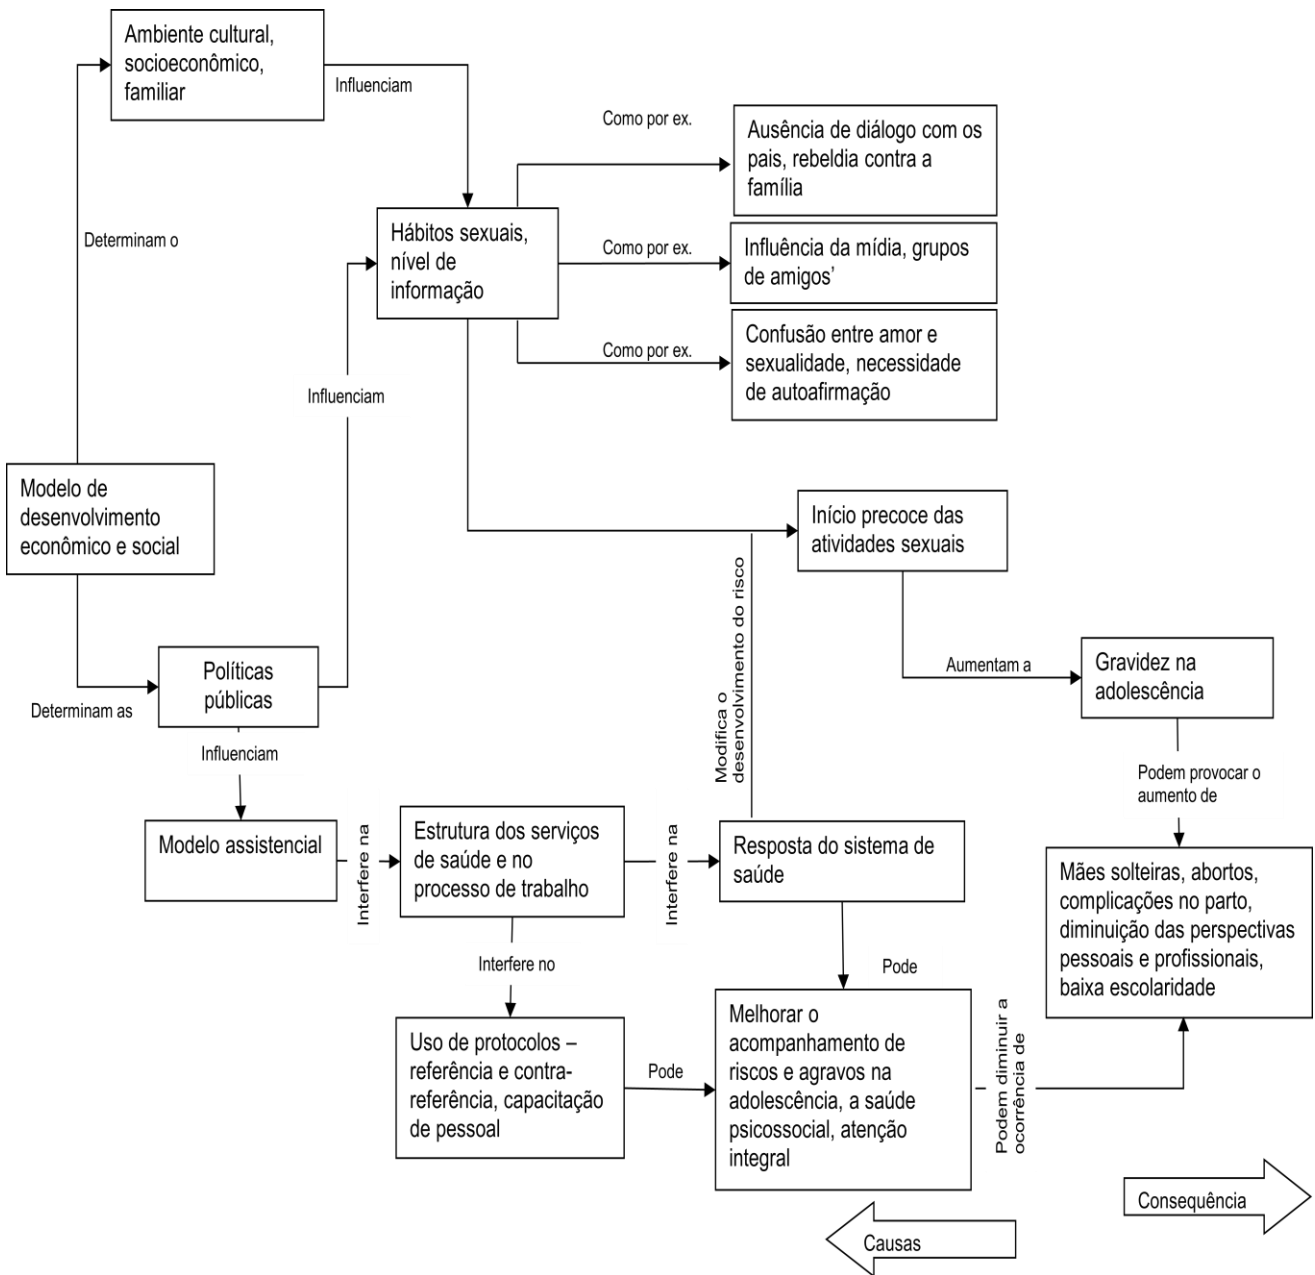 Ambiente cultural,
socioeconômico,
familiar
Influenciam
Como por ex.
Ausência de diálogo com os
pais, rebeldia contra a
família
Determinam o
Hábitos sexuais,
nível de
informação
Como por ex.
Influência da mídia, grupos
de amigos’
Como por ex.
Confusão entre amor e
sexualidade, necessidade
de autoafirmação
Influenciam
Modelo de
desenvolvimento
econômico e social
Início precoce das
atividades sexuais
Modifica o
desenvolvimento do risco
Políticas
públicas
Determinam as
Aumentam a
Gravidez na
adolescência
Influenciam
Podem provocar o
aumento de
Modelo assistencial
Interfere na
Estrutura dos serviços
de saúde e no
processo de trabalho
Interfere na
Resposta do sistema de
saúde
Mães solteiras, abortos,
complicações no parto,
diminuição das perspectivas
pessoais e profissionais,
baixa escolaridade
Interfere no
Pode
Uso de protocolos –
referência e contra-
referência, capacitação
de pessoal
Pode
Melhorar o
acompanhamento de
riscos e agravos na
adolescência, a saúde
psicossocial, atenção
integral
Podem diminuir a
ocorrência de
Consequência
Causas